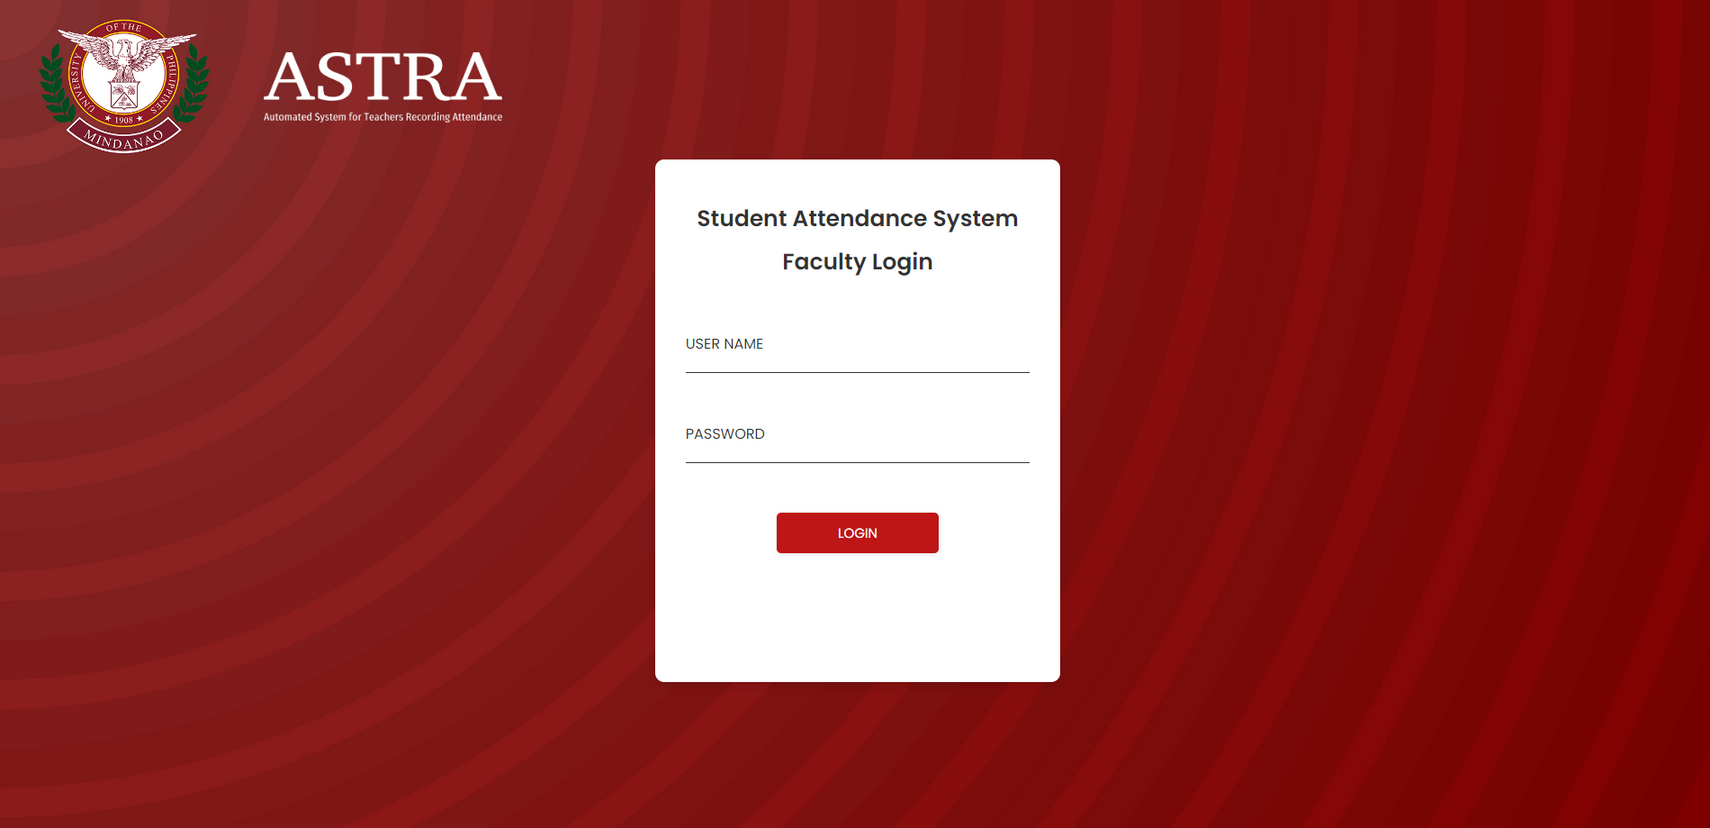 UNIVERSITY OF THE PHILIPPINES
★ 1908 ★
MINDANAO
ASTRA
Automated System for Teachers Recording Attendance
Student Attendance System
Faculty Login
USER NAME
PASSWORD
LOGIN